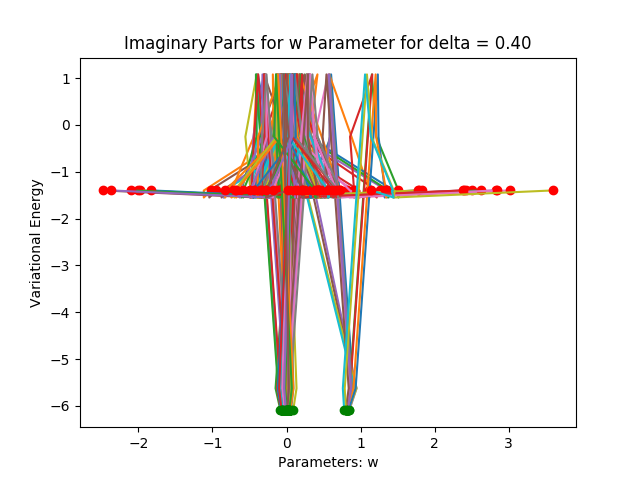 Imaginary Parts for w Parameter for delta = 0.40
Variational Energy
1
0
−1
−2
−3
−4
−5
−6
−2 −1 0 1 2 3
Parameters: w